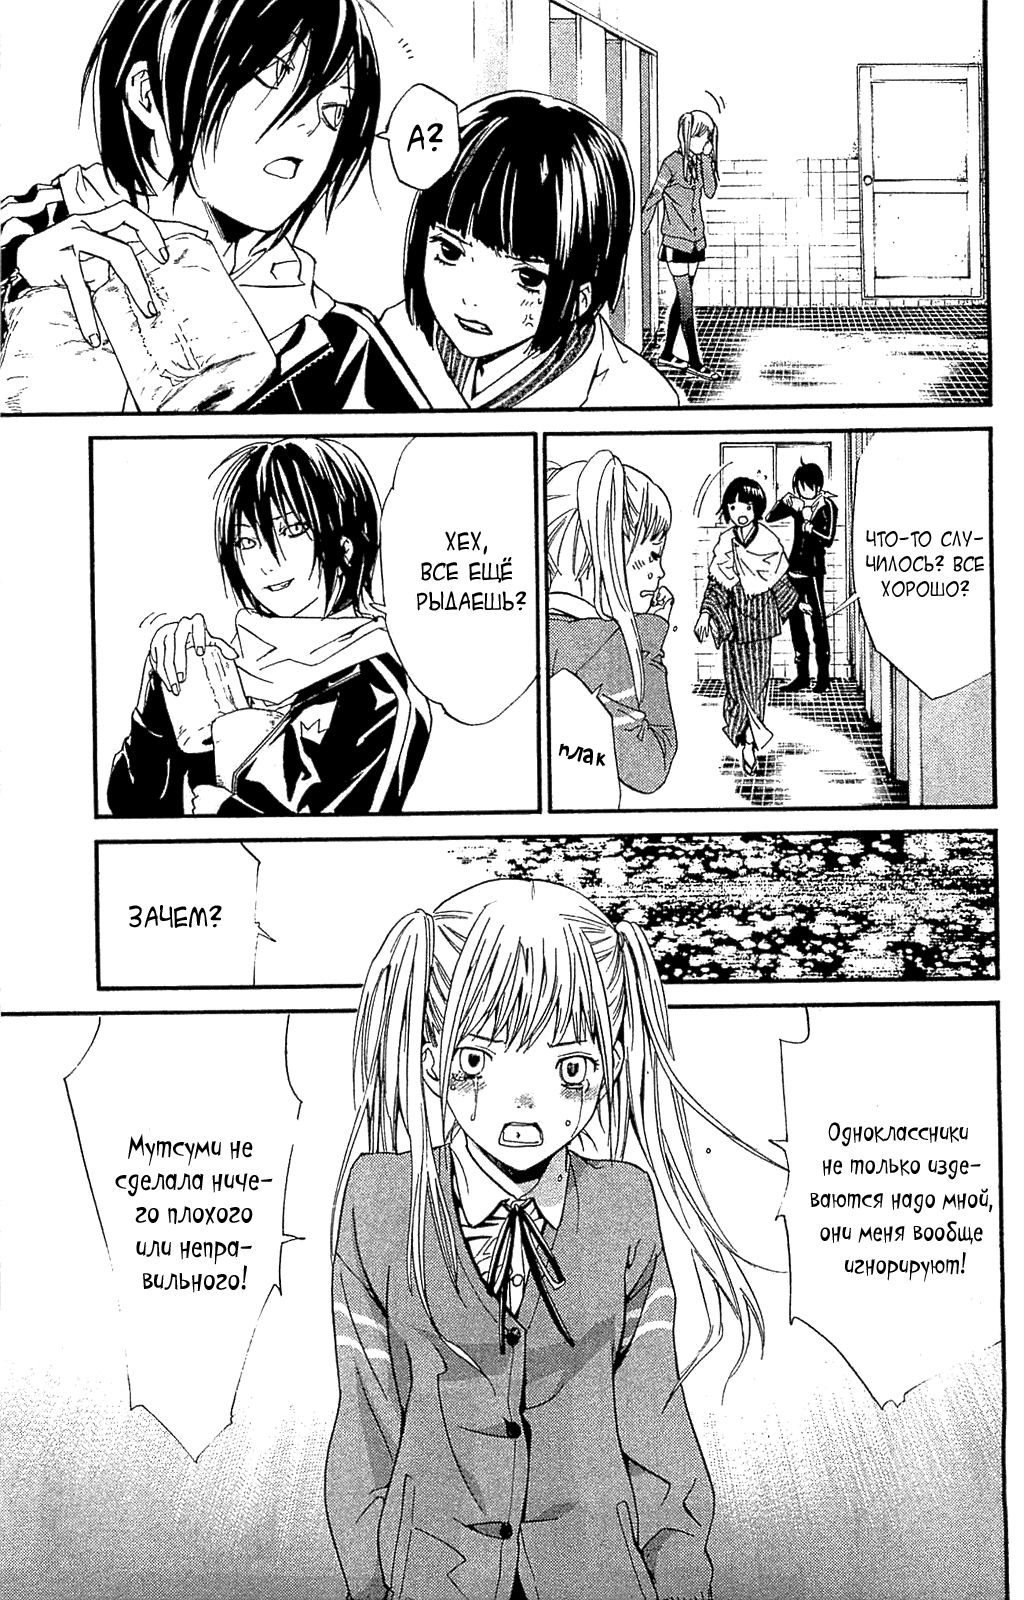 А?
ЧТО-ТО СЛУ-
ЧИЛОСЬ? ВСЕ
ХОРОШО?
плак
ХЕХ,
ВСЕ ЕЩЁ
РЫДАЕШЬ?
ЗАЧЕМ?
Одноклассники
не только изде-
ваются надо мной,
они меня вообще
игнорируют!
Мутсуми не
сделала ниче-
го плохого
или непра-
вильного!